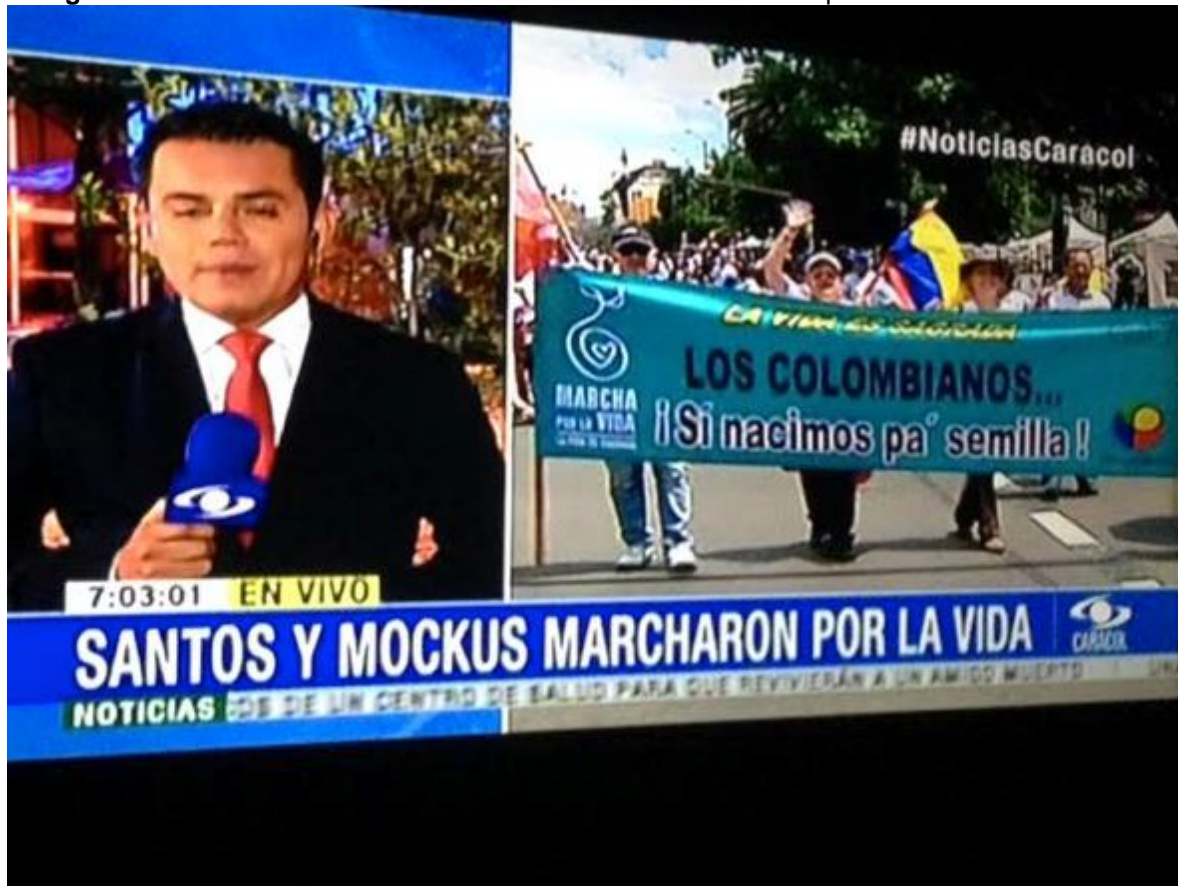 #NoticiasCaracol
LA VIDA ES SAGRADA
LOS COLOMBIANOS...
¡Sí nacimos pa´ semilla!
MARCHA
POR LA VIDA
7:03:01 EN VIVO
SANTOS Y MOCKUS MARCHARON POR LA VIDA
CARACOL
NOTICIAS
DE UN CENTRO DE SALUD PARA QUE REVIVIERAN A UN AMIGO MUERTO